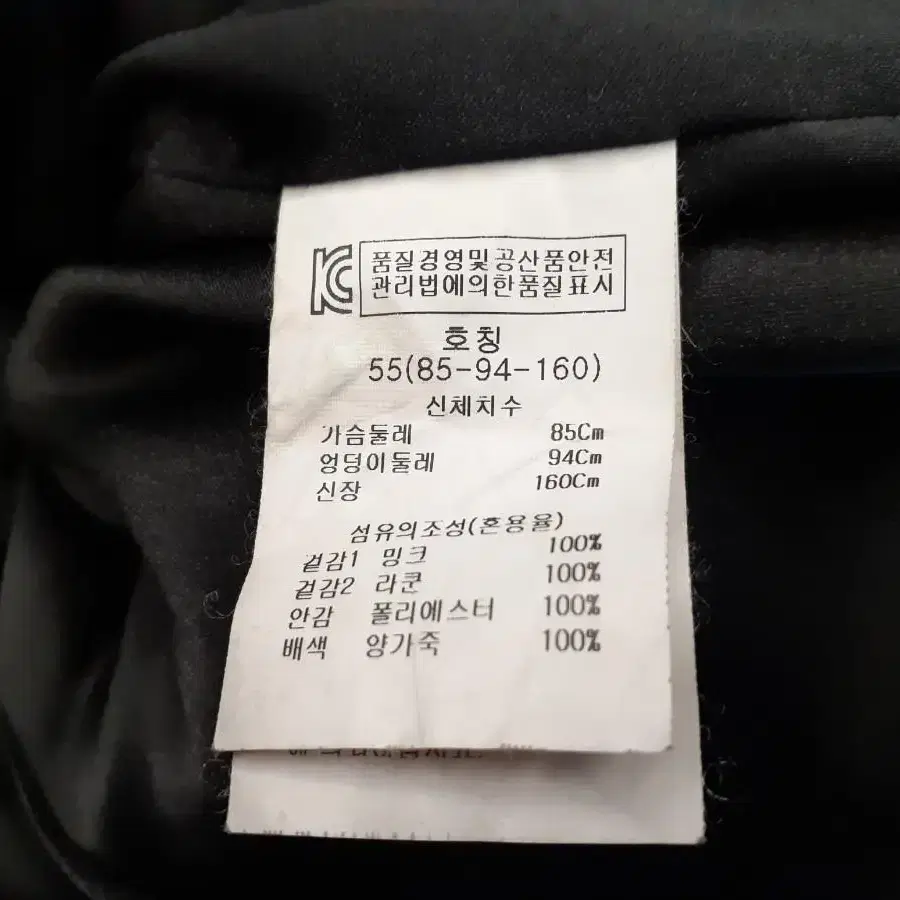 KC
품질경영및공산품안전
관리법에의한품질표시
호칭
55(85-94-160)
신체치수
가슴둘레 85Cm
엉덩이둘레 94Cm
신장 160Cm
섬유의조성(혼용율)
겉감1 밍크 100%
겉감2 라쿤 100%
안감 폴리에스터 100%
배색 양가죽 100%